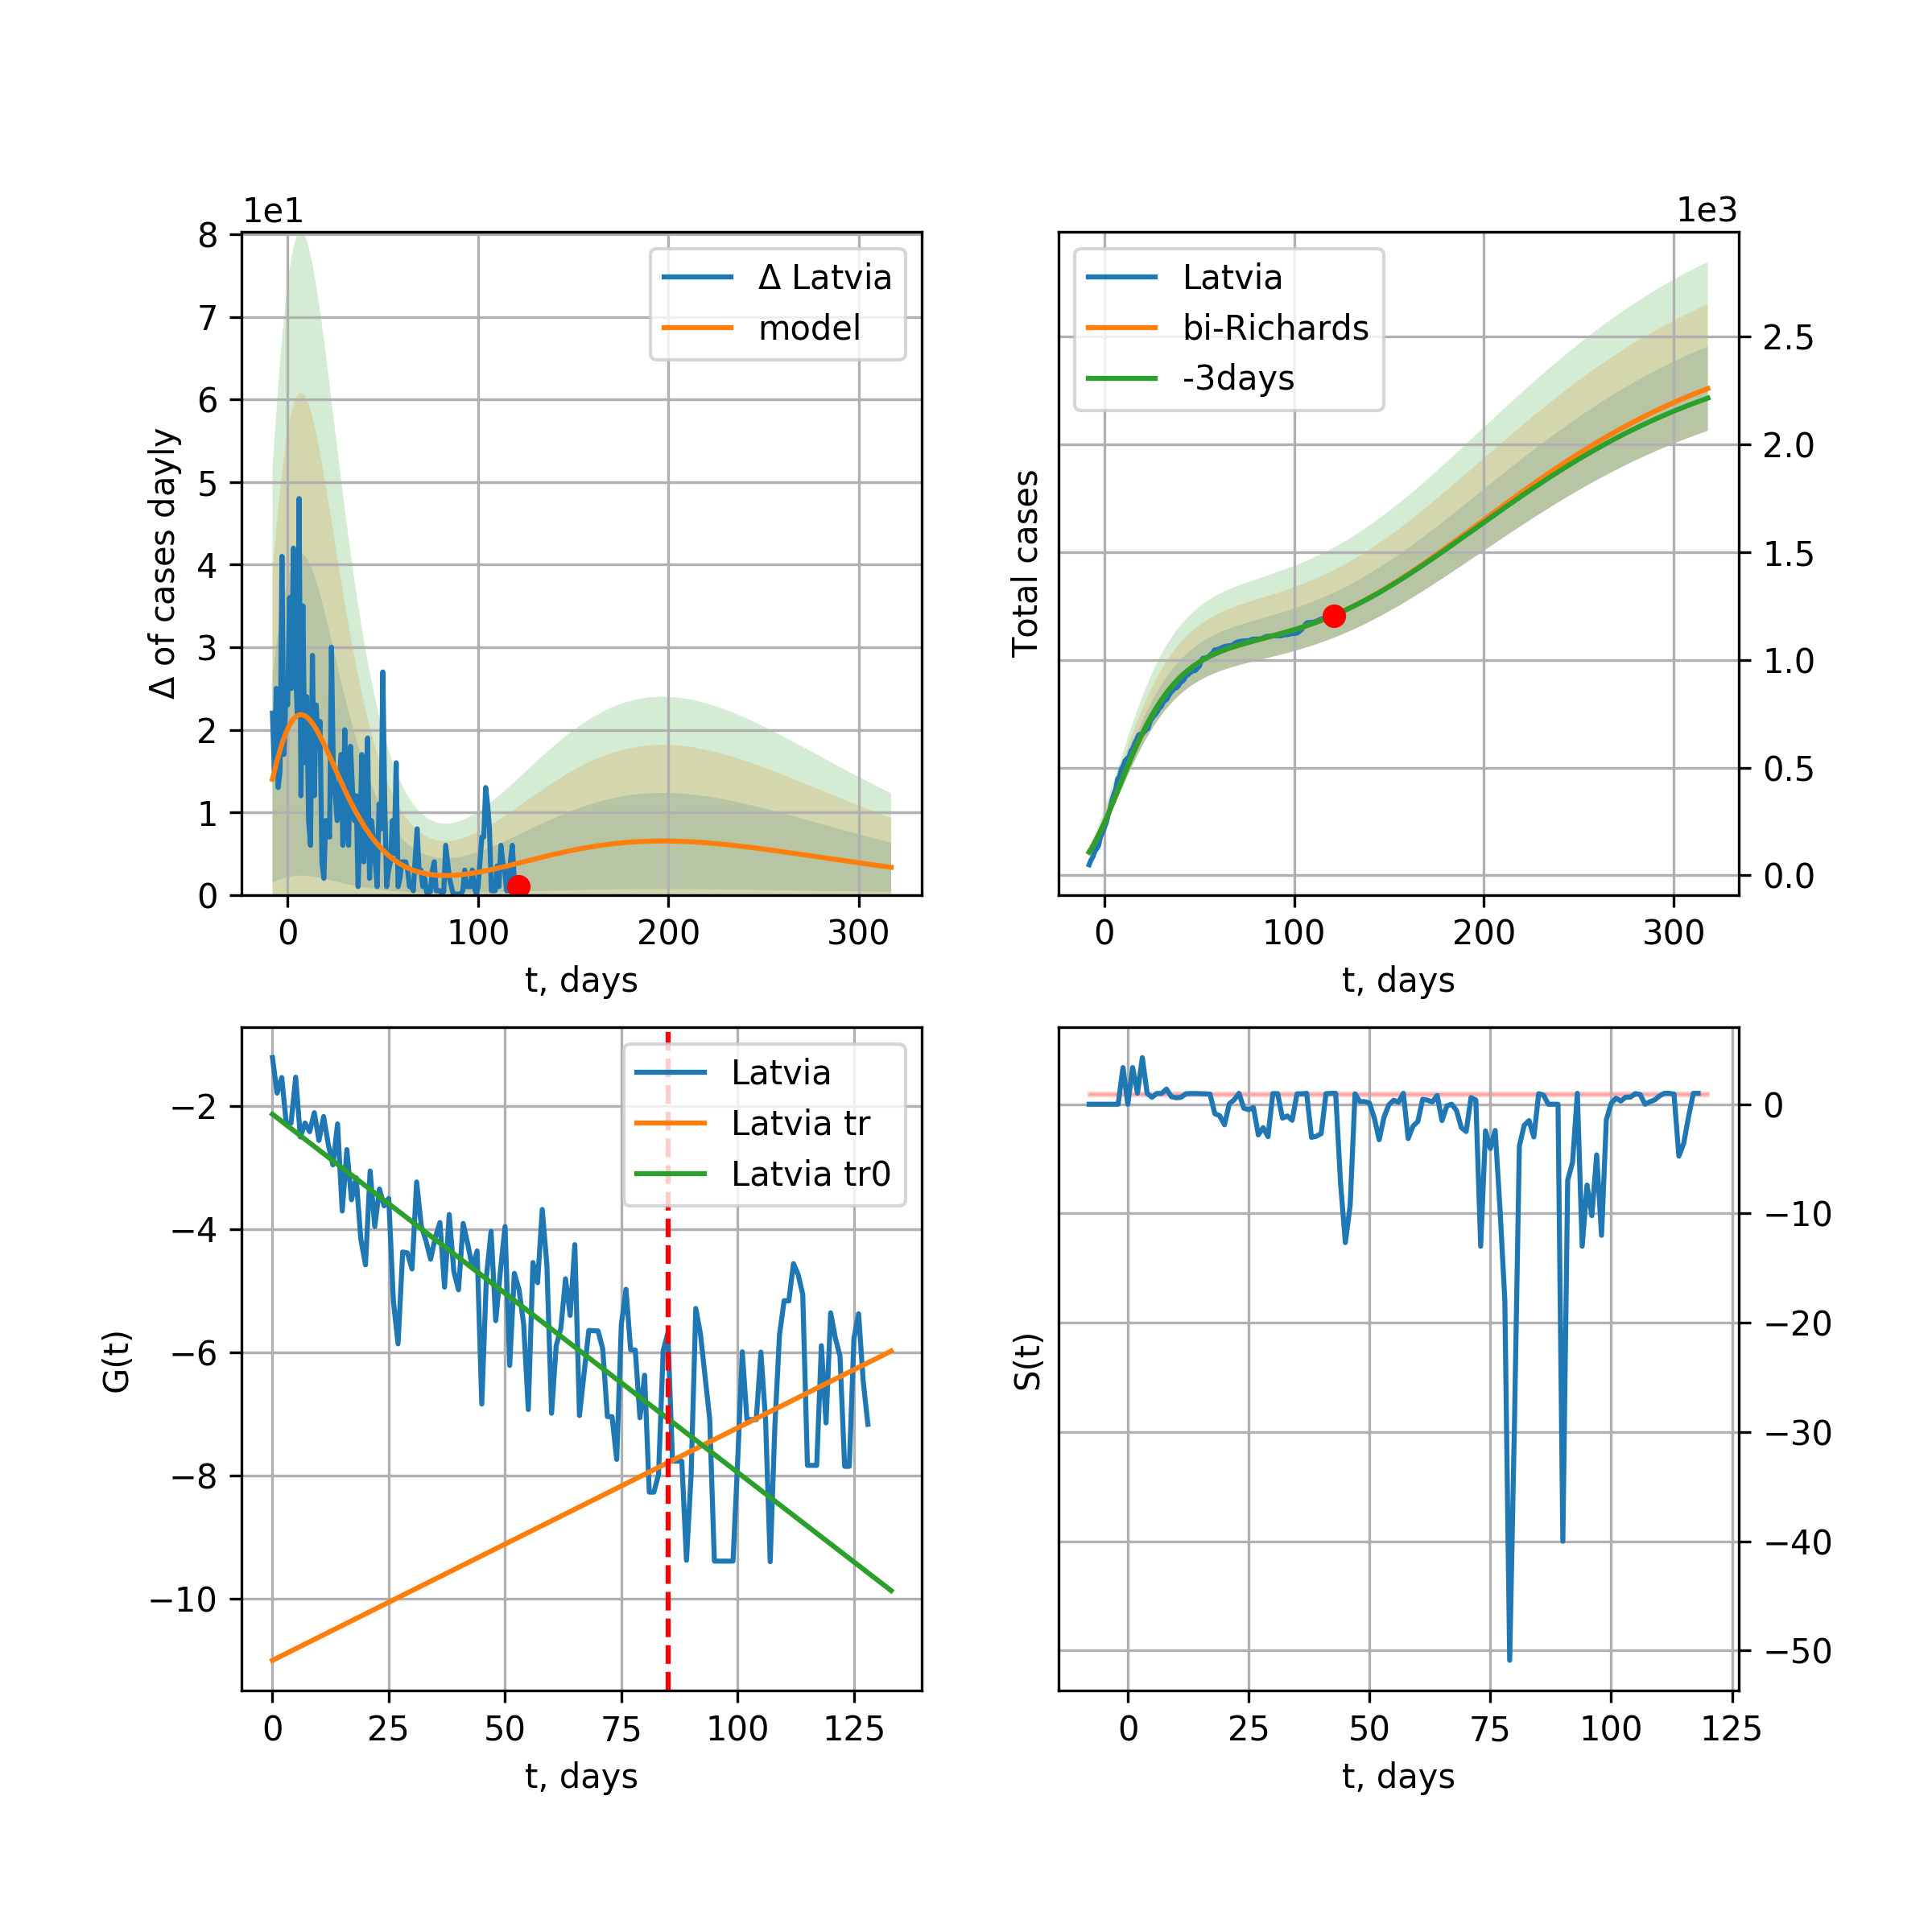 1e1
8
7
6
5
4
3
2
1
0
Δ of cases dayly
Δ Latvia
model
0 100 200 300
t, days
1e3
Latvia
bi-Richards
-3days
Total cases
2.5
2.0
1.5
1.0
0.5
0.0
0 100 200 300
t, days
−2
−4
−6
−8
−10
G(t)
Latvia
Latvia tr
Latvia tr0
0 25 50 75 100 125
t, days
S(t)
0
−10
−20
−30
−40
−50
0 25 50 75 100 125
t, days